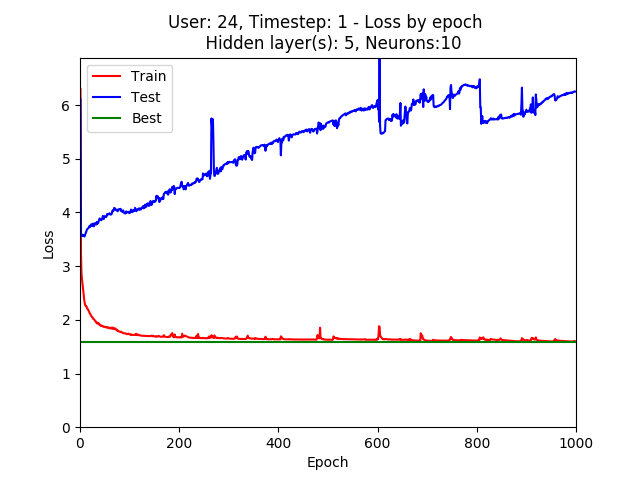 User: 24, Timestep: 1 - Loss by epoch
Hidden layer(s): 5, Neurons:10
Train
Test
Best
Loss
6
5
4
3
2
1
0
0 200 400 600 800 1000
Epoch